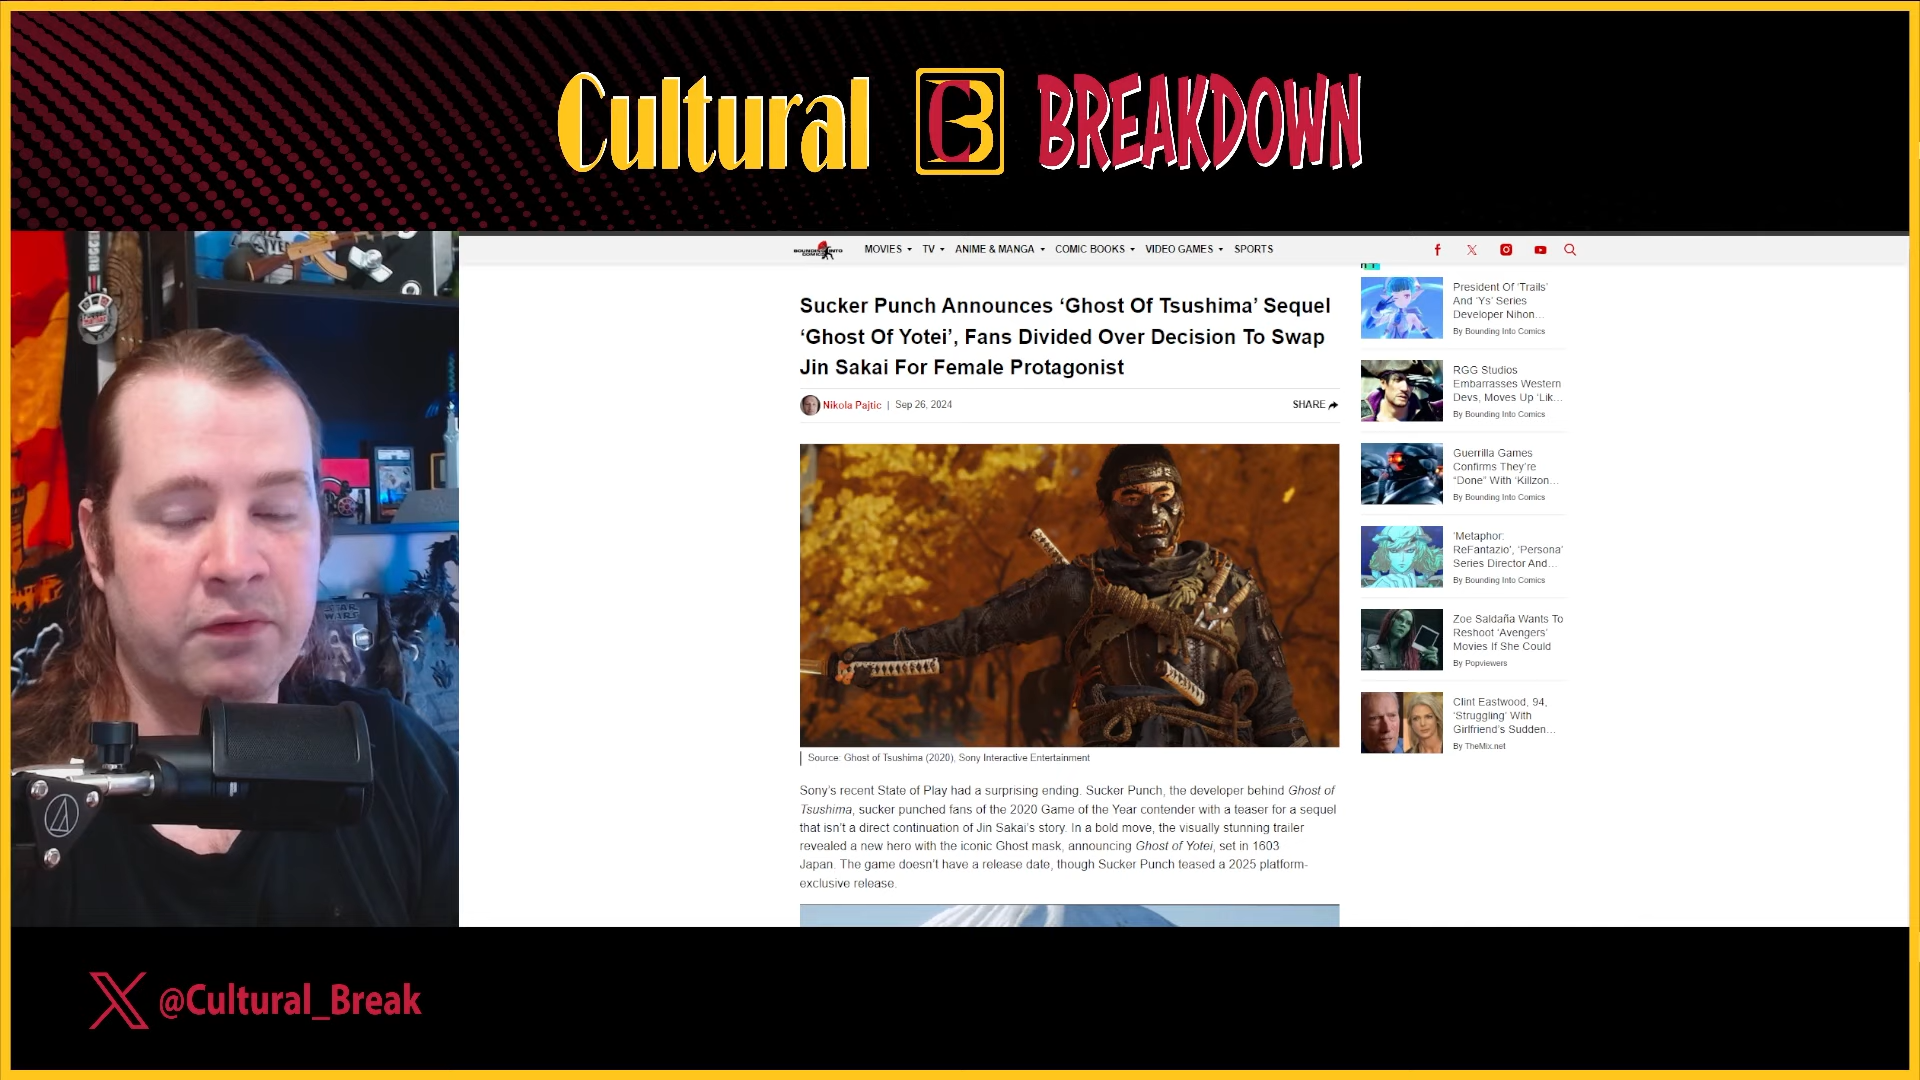 Cultural CB BREAKDOWN
BOUNDING INTO COMICS
MOVIES TV ANIME & MANGA COMIC BOOKS VIDEO GAMES SPORTS
Sucker Punch Announces ‘Ghost Of Tsushima’ Sequel
‘Ghost Of Yotei’, Fans Divided Over Decision To Swap
Jin Sakai For Female Protagonist
Nikola Pajtic | Sep 26, 2024
SHARE
Source: Ghost of Tsushima (2020), Sony Interactive Entertainment
Sony’s recent State of Play had a surprising ending. Sucker Punch, the developer behind Ghost of
Tsushima, sucker punched fans of the 2020 Game of the Year contender with a teaser for a sequel
that isn’t a direct continuation of Jin Sakai’s story. In a bold move, the visually stunning trailer
revealed a new hero with the iconic Ghost mask, announcing Ghost of Yotei, set in 1603
Japan. The game doesn’t have a release date, though Sucker Punch teased a 2025 platform-
exclusive release.
President Of ‘Trails’
And ‘Ys’ Series
Developer Nihon...
By Bounding Into Comics
RGG Studios
Embarrasses Western
Devs, Moves Up ‘Lik...
By Bounding Into Comics
Guerrilla Games
Confirms They’re
“Done” With ‘Killzon...
By Bounding Into Comics
‘Metaphor:
ReFantazio’, ‘Persona’
Series Director And...
By Bounding Into Comics
Zoe Saldaña Wants To
Reshoot ‘Avengers’
Movies If She Could
By Popviewers
Clint Eastwood, 94,
‘Struggling’ With
Girlfriend’s Sudden...
By TheMix.net
STAR
WARS
RUGER
@Cultural_Break